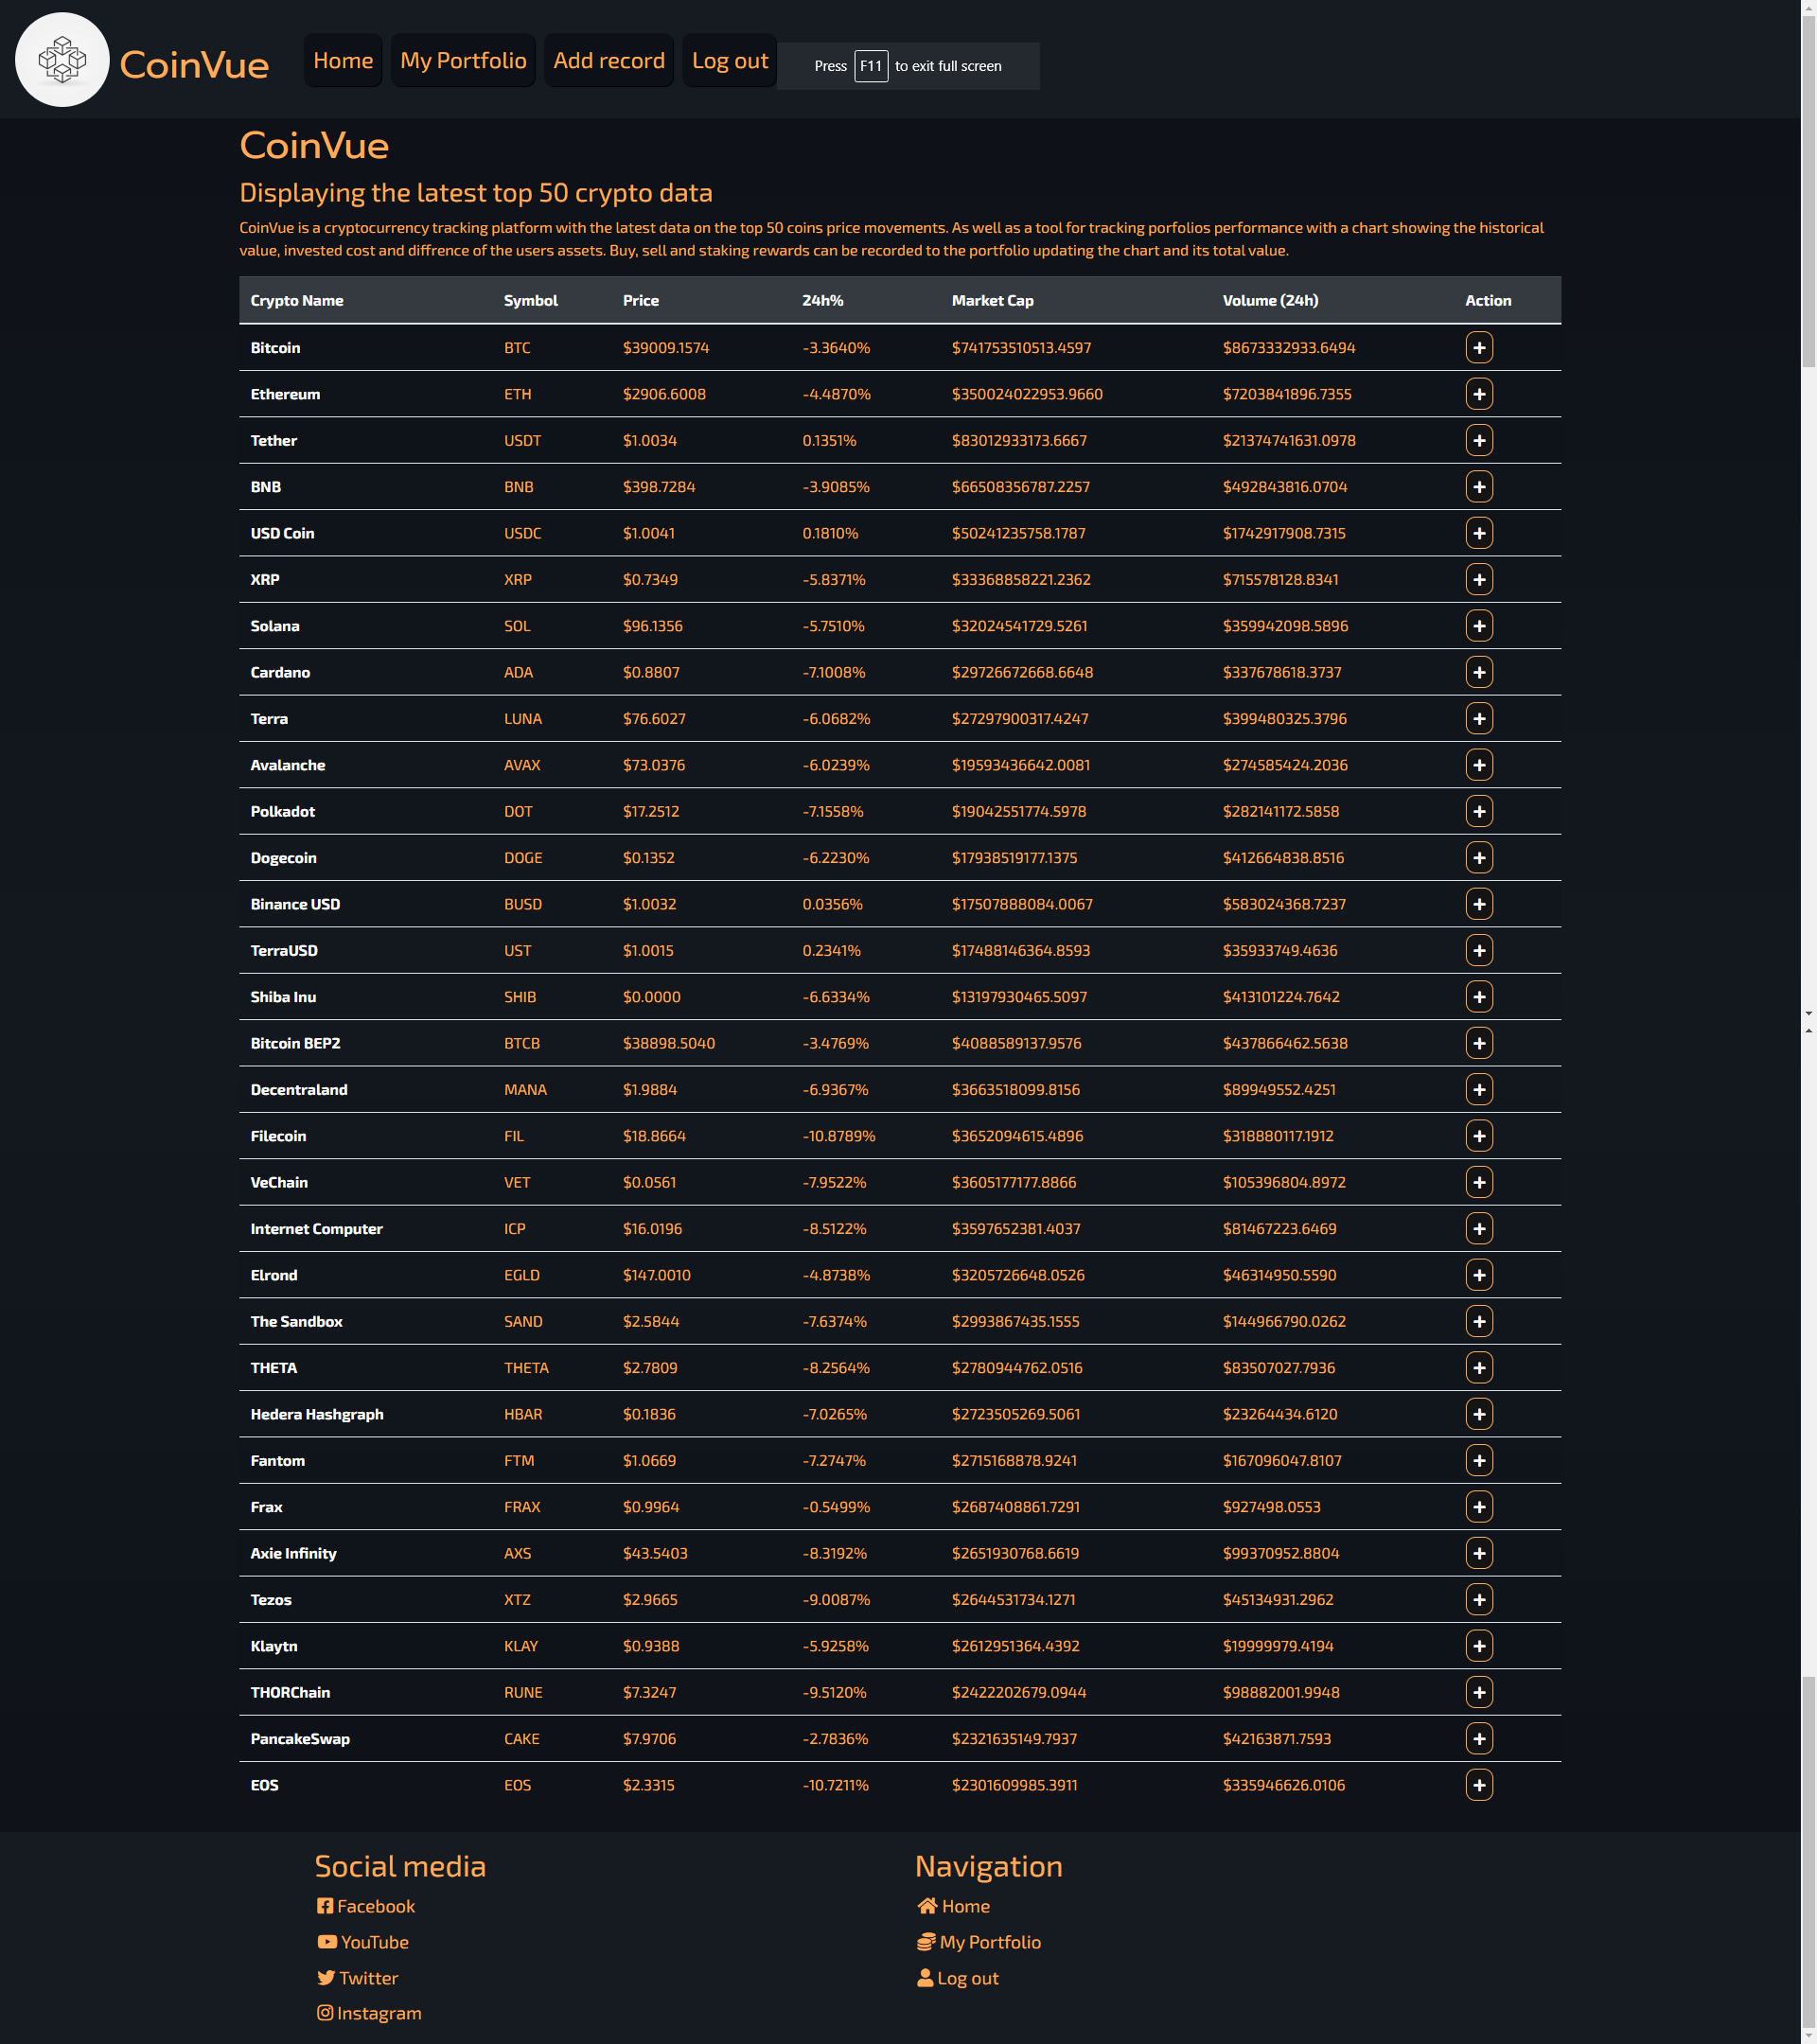 CoinVue Home My Portfolio Add record Log out Press F11 to exit full screen
CoinVue
Displaying the latest top 50 crypto data
CoinVue is a cryptocurrency tracking platform with the latest data on the top 50 coins price movements. As well as a tool for tracking porfolios performance with a chart showing the historical
value, invested cost and diffrence of the users assets. Buy, sell and staking rewards can be recorded to the portfolio updating the chart and its total value.
Crypto Name Symbol Price 24h% Market Cap Volume (24h) Action
Bitcoin BTC $39009.1574 -3.3640% $741753510513.4597 $8673332933.6494 +
Ethereum ETH $2906.6008 -4.4870% $350024022953.9660 $7203841896.7355 +
Tether USDT $1.0034 0.1351% $83012933173.6667 $21374741631.0978 +
BNB BNB $398.7284 -3.9085% $66508356787.2257 $492843816.0704 +
USD Coin USDC $1.0041 0.1810% $50241235758.1787 $1742917908.7315 +
XRP XRP $0.7349 -5.8371% $33368858221.2362 $715578128.8341 +
Solana SOL $96.1356 -5.7510% $32024541729.5261 $359942098.5896 +
Cardano ADA $0.8807 -7.1008% $29726672668.6648 $337678618.3737 +
Terra LUNA $76.6027 -6.0682% $27297900317.4247 $399480325.3796 +
Avalanche AVAX $73.0376 -6.0239% $19593436642.0081 $274585424.2036 +
Polkadot DOT $17.2512 -7.1558% $19042551774.5978 $282141172.5858 +
Dogecoin DOGE $0.1352 -6.2230% $17938519177.1375 $412664838.8516 +
Binance USD BUSD $1.0032 0.0356% $17507888084.0067 $583024368.7237 +
TerraUSD UST $1.0015 0.2341% $17488146364.8593 $35933749.4636 +
Shiba Inu SHIB $0.0000 -6.6334% $13197930465.5097 $413101224.7642 +
Bitcoin BEP2 BTCB $38898.5040 -3.4769% $4088589137.9576 $437866462.5638 +
Decentraland MANA $1.9884 -6.9367% $3663518099.8156 $89949552.4251 +
Filecoin FIL $18.8664 -10.8789% $3652094615.4896 $318880117.1912 +
VeChain VET $0.0561 -7.9522% $3605177177.8866 $105396804.8972 +
Internet Computer ICP $16.0196 -8.5122% $3597652381.4037 $81467223.6469 +
Elrond EGLD $147.0010 -4.8738% $3205726648.0526 $46314950.5590 +
The Sandbox SAND $2.5844 -7.6374% $2993867435.1555 $144966790.0262 +
THETA THETA $2.7809 -8.2564% $2780944762.0516 $83507027.7936 +
Hedera Hashgraph HBAR $0.1836 -7.0265% $2723505269.5061 $23264434.6120 +
Fantom FTM $1.0669 -7.2747% $2715168878.9241 $167096047.8107 +
Frax FRAX $0.9964 -0.5499% $2687408861.7291 $927498.0553 +
Axie Infinity AXS $43.5403 -8.3192% $2651930768.6619 $99370952.8804 +
Tezos XTZ $2.9665 -9.0087% $2644531734.1271 $45134931.2962 +
Klaytn KLAY $0.9388 -5.9258% $2612951364.4392 $19999979.4194 +
THORChain RUNE $7.3247 -9.5120% $2422202679.0944 $98882001.9948 +
PancakeSwap CAKE $7.9706 -2.7836% $2321635149.7937 $42163871.7593 +
EOS EOS $2.3315 -10.7211% $2301609985.3911 $335946626.0106 +
Social media Navigation
Facebook Home
YouTube My Portfolio
Twitter Log out
Instagram